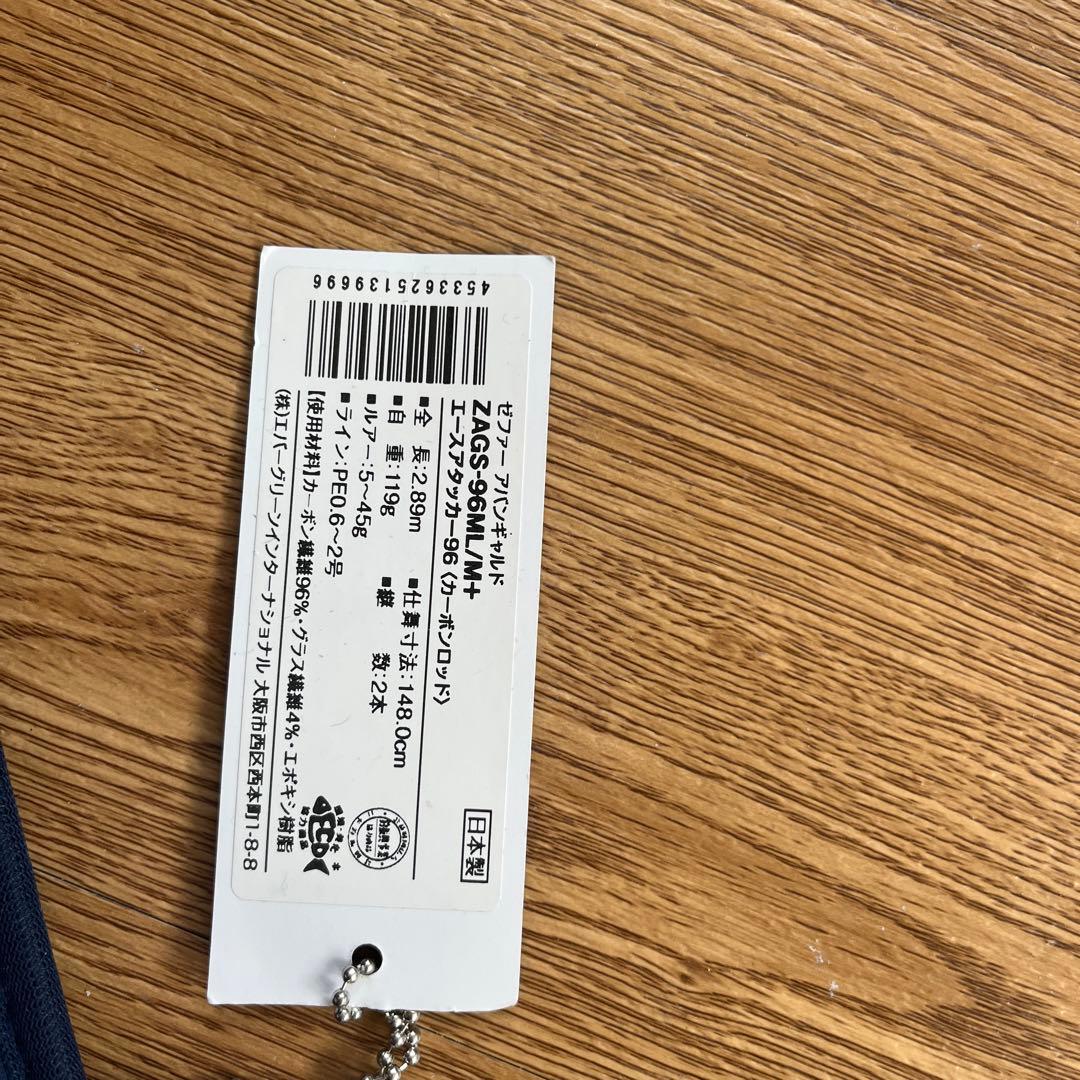 ゼファー アバンギャルド
ZAGS-96ML/M+
エースアタッカー96〈カーボンロッド〉
日本製
■全 長:2.89m ■仕舞寸法:148.0cm
■自 重:119g ■継 数:2本
■ルアー:5〜45g
■ライン:PE0.6〜2号
【使用材料】カーボン繊維96%・グラス繊維4%・エポキシ樹脂
(株)エバーグリーンインターナショナル 大阪市西区西本町1-8-8
4533625139696